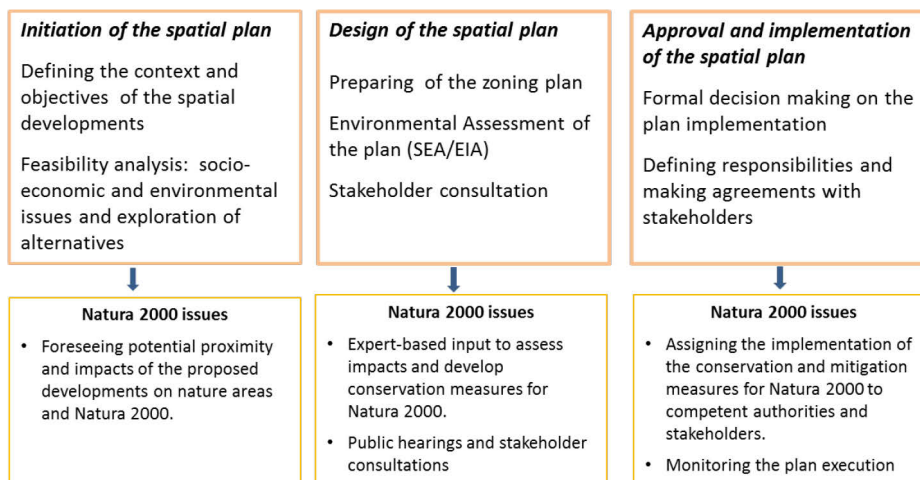 Initiation of the spatial plan
Defining the context and
objectives of the spatial
developments
Feasibility analysis: socio-
economic and environmental
issues and exploration of
alternatives
Design of the spatial plan
Preparing of the zoning plan
Environmental Assessment of
the plan (SEA/EIA)
Stakeholder consultation
Approval and implementation
of the spatial plan
Formal decision making on the
plan implementation
Defining responsibilities and
making agreements with
stakeholders
Natura 2000 issues
• Foreseeing potential proximity
and impacts of the proposed
developments on nature areas
and Natura 2000.
Natura 2000 issues
• Expert-based input to assess
impacts and develop
conservation measures for
Natura 2000.
• Public hearings and stakeholder
consultations
Natura 2000 issues
• Assigning the implementation of
the conservation and mitigation
measures for Natura 2000 to
competent authorities and
stakeholders.
• Monitoring the plan execution